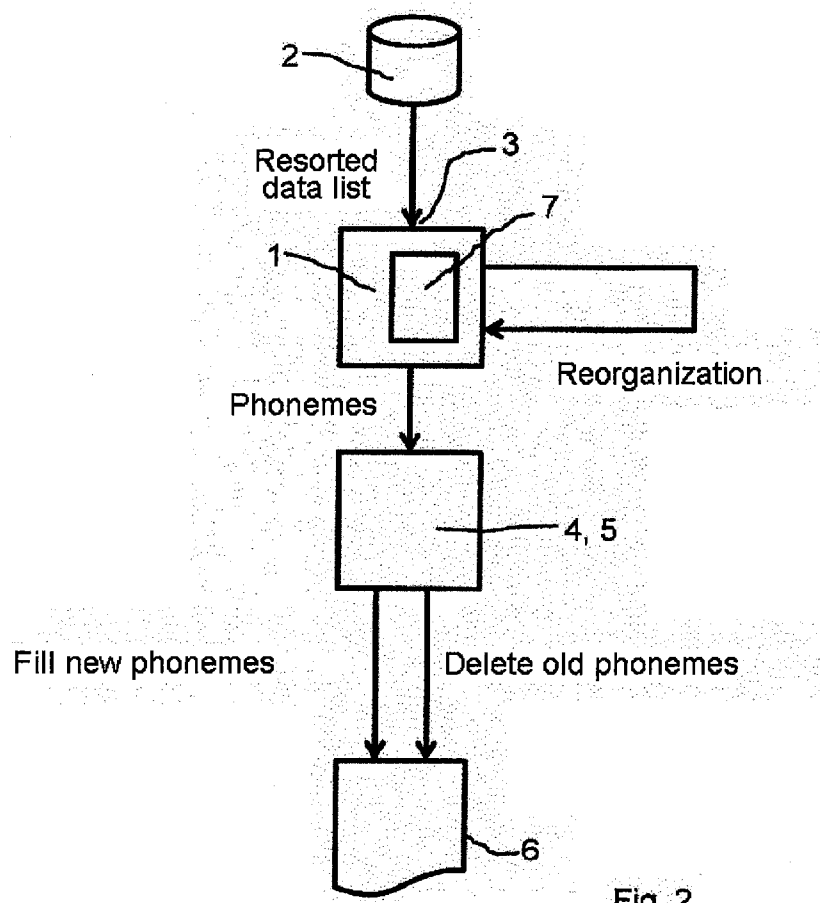 2
Resorted
data list
3
7
1
Reorganization
Phonemes
4, 5
Fill new phonemes
Delete old phonemes
6
Fig. 2